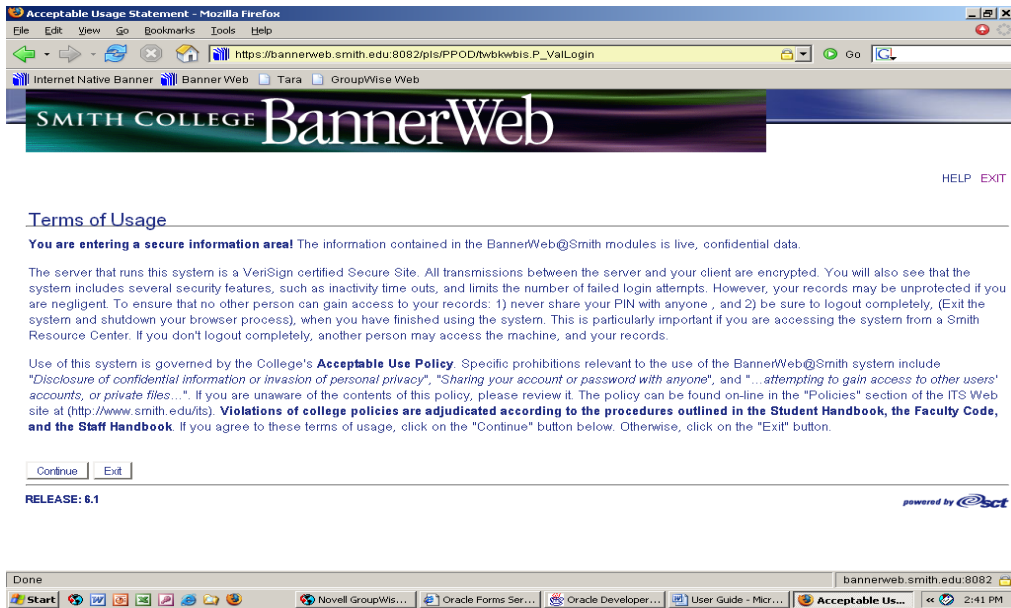 Acceptable Usage Statement - Mozilla Firefox
File Edit View Go Bookmarks Tools Help
https://bannerweb.smith.edu:8082/pls/PPOD/twbkwbis.P_ValLogin
Go
Internet Native Banner Banner Web Tara GroupWise Web
SMITH COLLEGE BannerWeb
HELP EXIT
Terms of Usage
You are entering a secure information area! The information contained in the BannerWeb@Smith modules is live, confidential data.
The server that runs this system is a VeriSign certified Secure Site. All transmissions between the server and your client are encrypted. You will also see that the
system includes several security features, such as inactivity time outs, and limits the number of failed login attempts. However, your records may be unprotected if you
are negligent. To ensure that no other person can gain access to your records: 1) never share your PIN with anyone , and 2) be sure to logout completely, (Exit the
system and shutdown your browser process), when you have finished using the system. This is particularly important if you are accessing the system from a Smith
Resource Center. If you don't logout completely, another person may access the machine, and your records.
Use of this system is governed by the College's Acceptable Use Policy. Specific prohibitions relevant to the use of the BannerWeb@Smith system include
"Disclosure of confidential information or invasion of personal privacy", "Sharing your account or password with anyone", and "...attempting to gain access to other users'
accounts, or private files...". If you are unaware of the contents of this policy, please review it. The policy can be found on-line in the "Policies" section of the ITS Web
site at (http://www.smith.edu/its). Violations of college policies are adjudicated according to the procedures outlined in the Student Handbook, the Faculty Code,
and the Staff Handbook. If you agree to these terms of usage, click on the "Continue" button below. Otherwise, click on the "Exit" button.
Continue Exit
RELEASE: 6.1
powered by sct
Done
bannerweb.smith.edu:8082
Start Novell GroupWis... Oracle Forms Ser... Oracle Developer... User Guide - Micr... Acceptable Us... « 2:41 PM